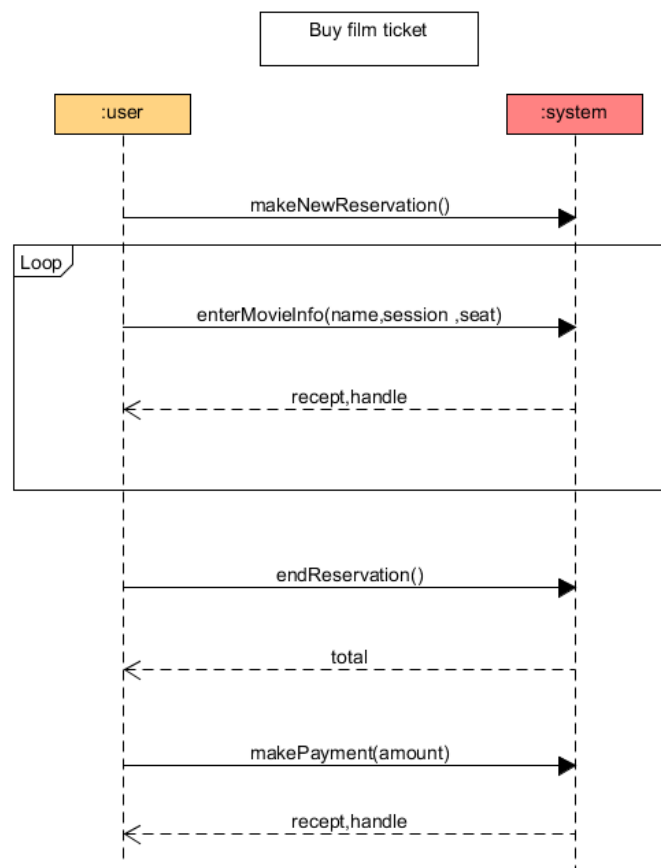 Buy film ticket
:user
:system
makeNewReservation()
Loop
enterMovieInfo(name,session ,seat)
recept,handle
endReservation()
total
makePayment(amount)
recept,handle